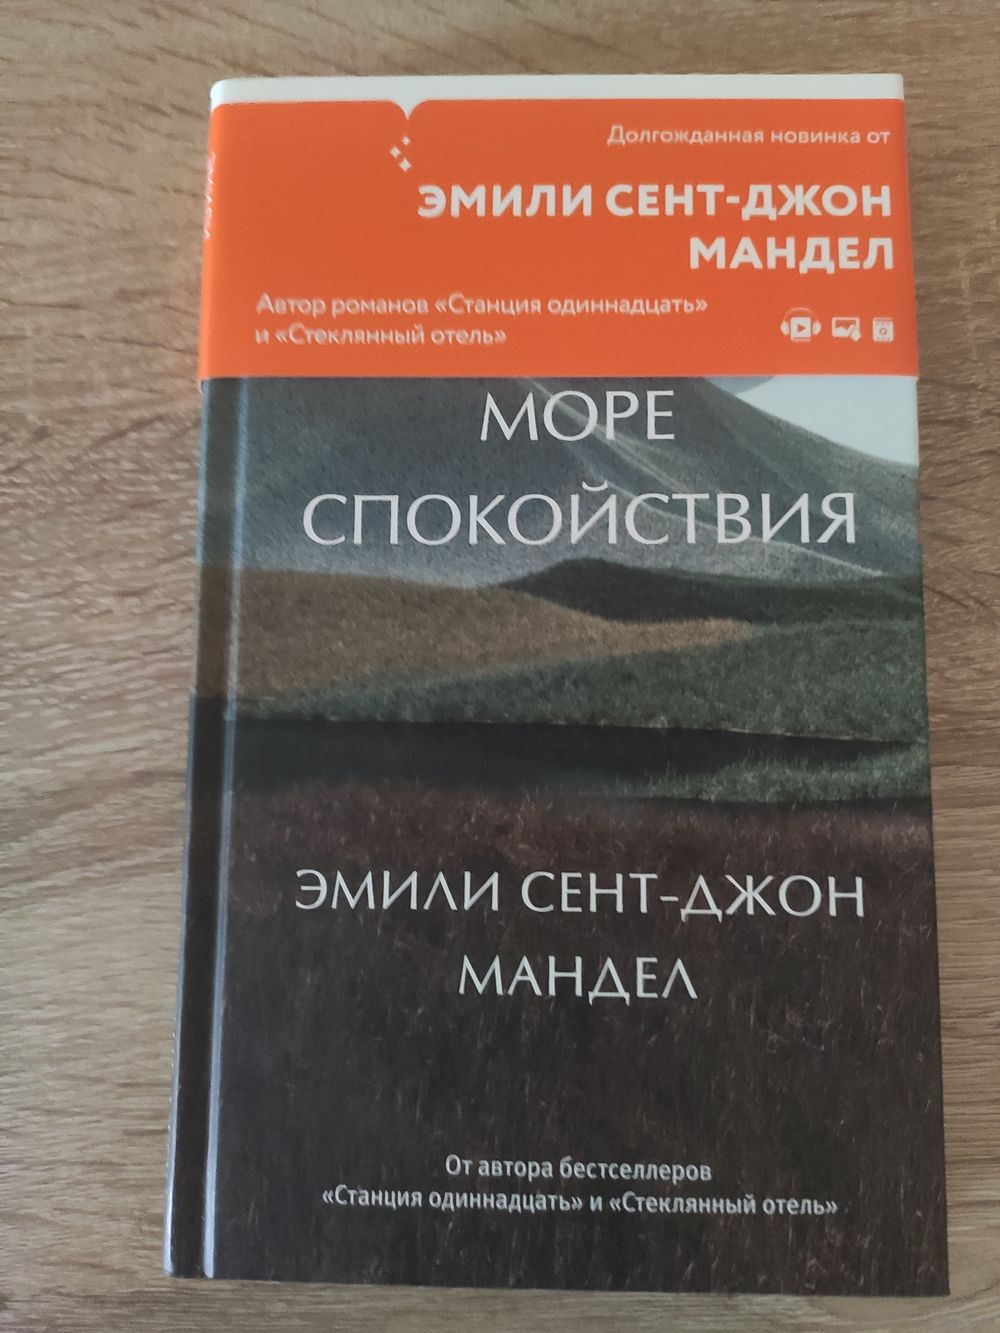 Долгожданная новинка от
ЭМИЛИ СЕНТ-ДЖОН
МАНДЕЛ
Автор романов «Станция одиннадцать»
и «Стеклянный отель»
МОРЕ
СПОКОЙСТВИЯ
ЭМИЛИ СЕНТ-ДЖОН
МАНДЕЛ
От автора бестселлеров
«Станция одиннадцать» и «Стеклянный отель»